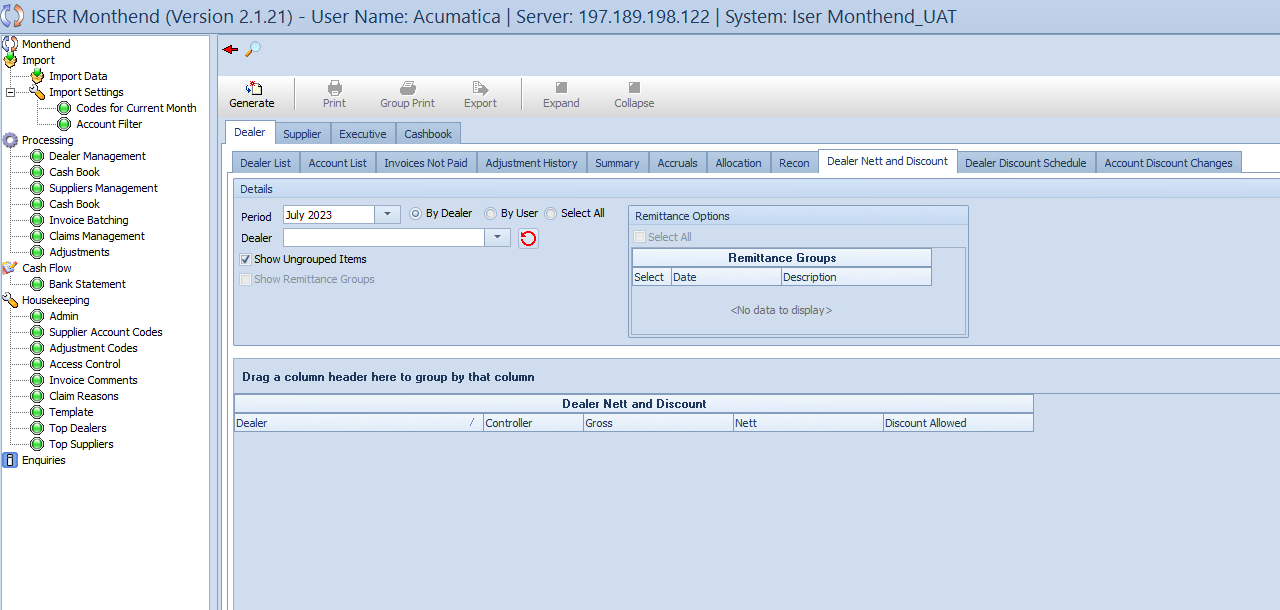 ISER Monthend (Version 2.1.21) - User Name: Acumatica | Server: 197.189.198.122 | System: Iser Monthend_UAT
Monthend
Import
Import Data
Import Settings
Codes for Current Month
Account Filter
Processing
Dealer Management
Cash Book
Suppliers Management
Cash Book
Invoice Batching
Claims Management
Adjustments
Cash Flow
Bank Statement
Housekeeping
Admin
Supplier Account Codes
Adjustment Codes
Access Control
Invoice Comments
Claim Reasons
Template
Top Dealers
Top Suppliers
Enquiries
Generate Print Group Print Export Expand Collapse
Dealer Supplier Executive Cashbook
Dealer List Account List Invoices Not Paid Adjustment History Summary Accruals Allocation Recon Dealer Nett and Discount Dealer Discount Schedule Account Discount Changes
Details
Period July 2023 By Dealer By User Select All
Dealer
Show Ungrouped Items
Show Remittance Groups
Remittance Options
Select All
Remittance Groups
Select Date Description
<No data to display>
Drag a column header here to group by that column
Dealer Nett and Discount
Dealer Controller Gross Nett Discount Allowed